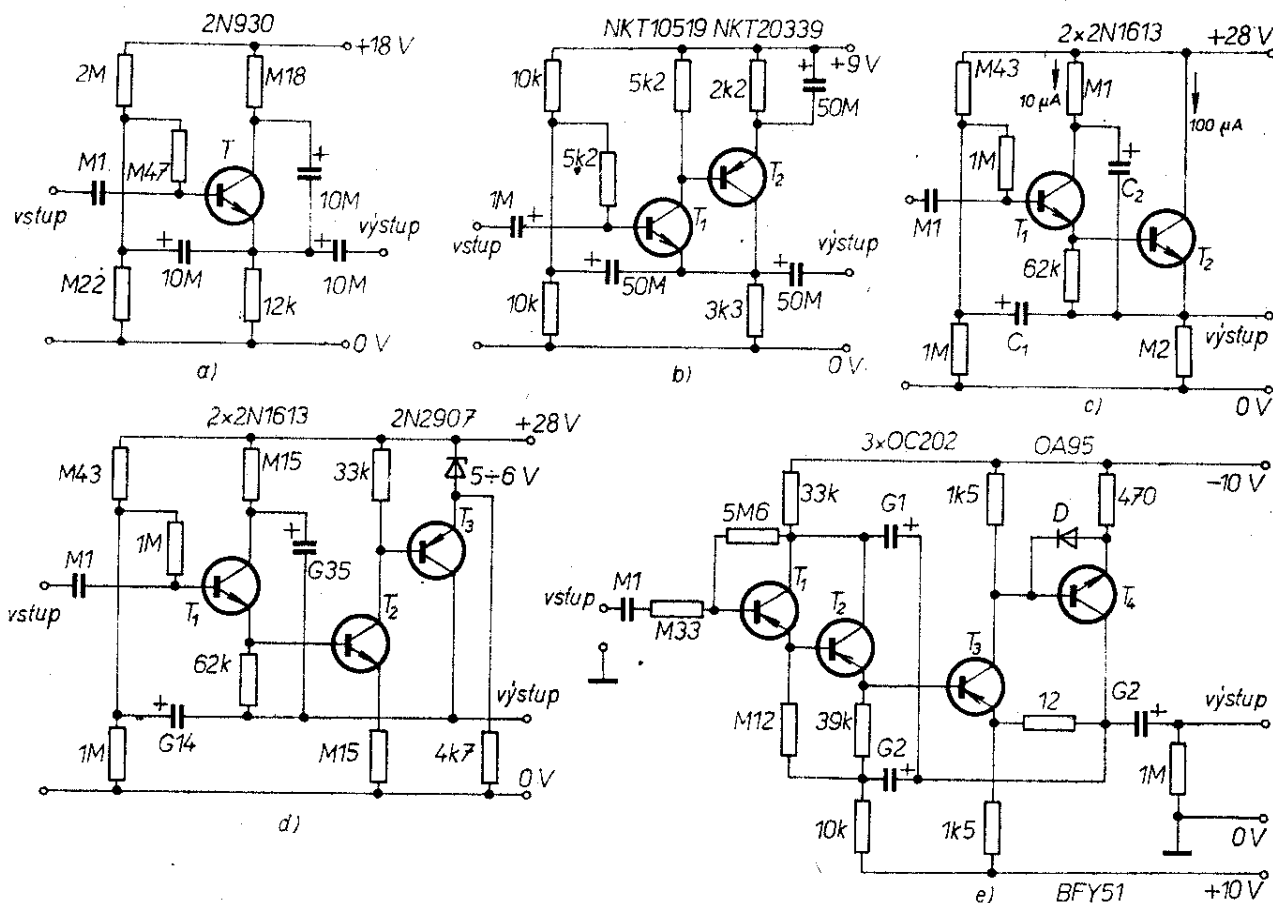 2N930
+18 V
2M
M18
M1
M47
T
10M
vstup
výstup
10M
10M
M22
12k
0 V
a)
NKT10519 NKT20339
+9 V
10k
5k2
2k2
50M
5k2
T2
1M
T1
vstup
výstup
50M
50M
10k
3k3
0 V
b)
2×2N1613
+28 V
M43
M1
10 µA
100 µA
1M
C2
M1
T1
T2
62k
výstup
1M
C1
M2
0 V
c)
2×2N1613
2N2907
+28 V
M43
M15
33k
5÷6 V
T3
1M
G35
M1
vstup
T1
T2
62k
výstup
1M
G14
M15
4k7
0 V
d)
3×OC202
OA95
-10 V
33k
G1
1k5
470
5M6
D
M1
vstup
T1
T2
T4
M33
T3
M12
39k
12
G2
výstup
G2
1M
10k
1k5
0 V
e)
BFY51
+10 V